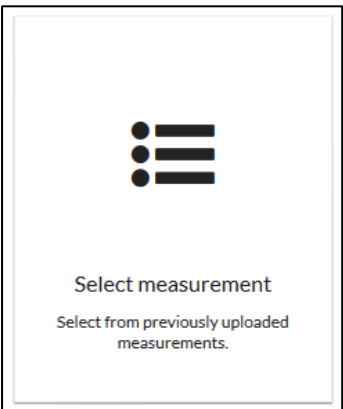 Select measurement
Select from previously uploaded
measurements.